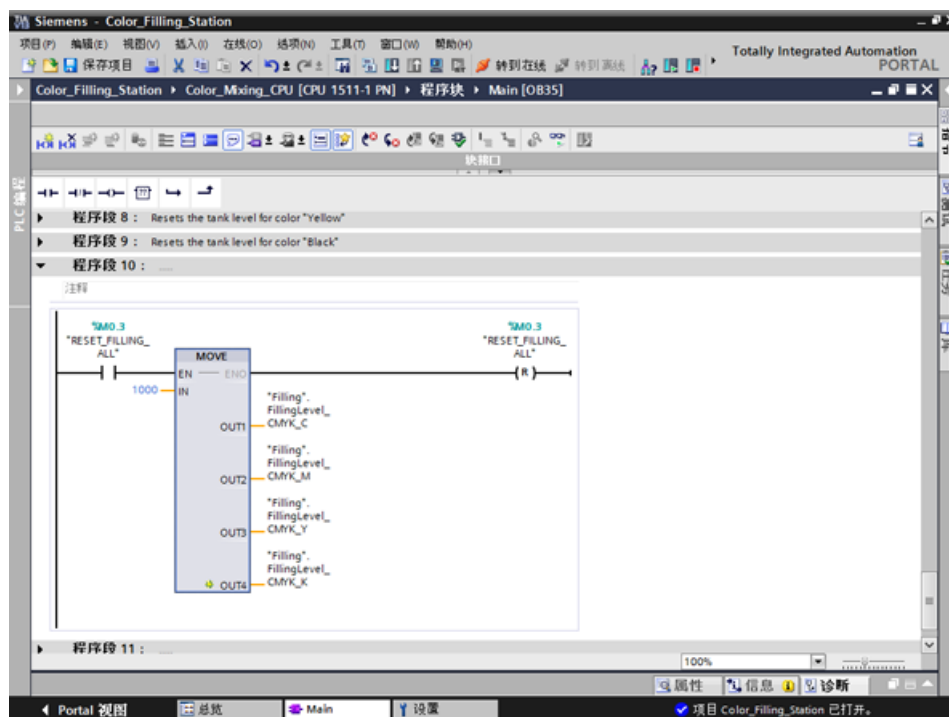 Siemens - Color_Filling_Station
项目(P) 编辑(E) 视图(V) 插入(I) 在线(O) 选项(N) 工具(T) 窗口(W) 帮助(H)
Totally Integrated Automation
PORTAL
保存项目 转到在线 转到离线
Color_Filling_Station Color_Mixing_CPU [CPU 1511-1 PN] 程序块 Main [OB35]
块接口
PLC 编程
程序段 8： Resets the tank level for color "Yellow"
程序段 9： Resets the tank level for color "Black"
程序段 10： .....
注释
%M0.3
"RESET_FILLING_
ALL"
%M0.3
"RESET_FILLING_
ALL"
MOVE
EN ENO
R
1000 IN
OUT1
"Filling".
FillingLevel_
CMYK_C
OUT2
"Filling".
FillingLevel_
CMYK_M
OUT3
"Filling".
FillingLevel_
CMYK_Y
OUT4
"Filling".
FillingLevel_
CMYK_K
程序段 11： .....
100%
属性 信息 诊断
Portal 视图 总览 Main 设置 项目 Color_Filling_Station 已打开。